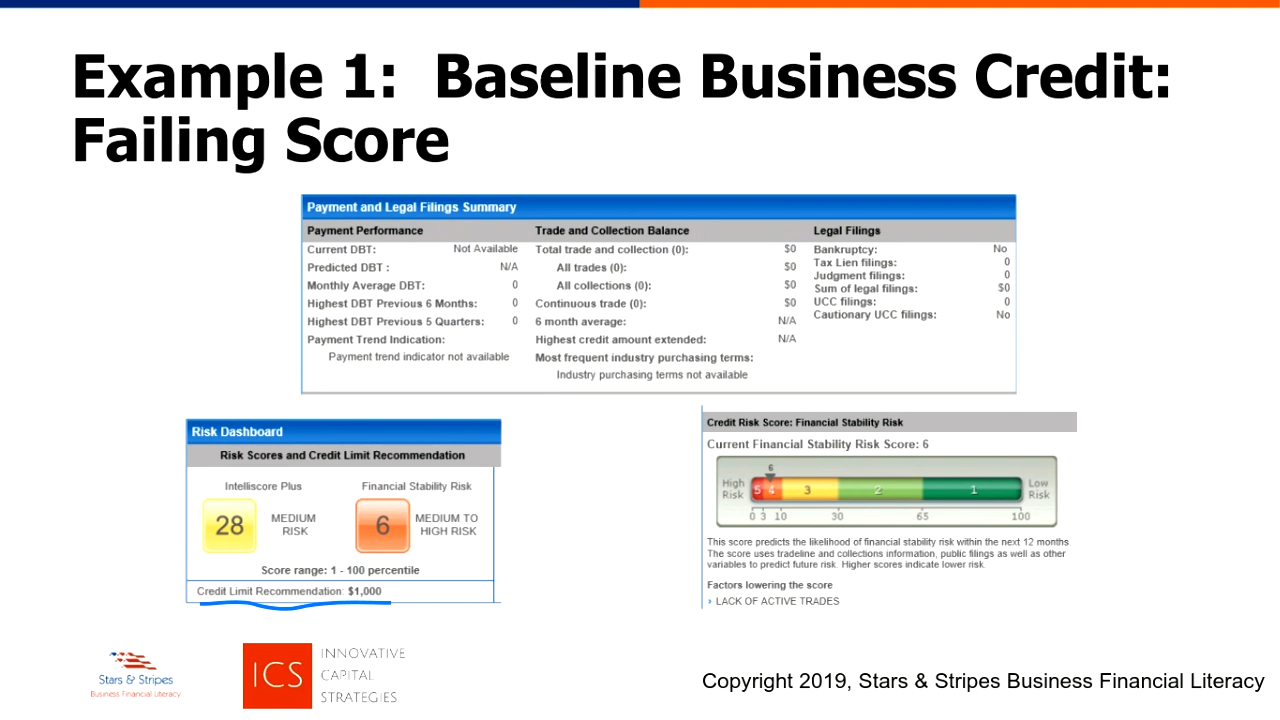 Example 1:  Baseline Business Credit:
Failing Score
Payment and Legal Filings Summary
Payment Performance
Current DBT: Not Available
Predicted DBT : N/A
Monthly Average DBT: 0
Highest DBT Previous 6 Months: 0
Highest DBT Previous 5 Quarters: 0
Payment Trend Indication:
Payment trend indicator not available
Trade and Collection Balance
Total trade and collection (0): $0
All trades (0): $0
All collections (0): $0
Continuous trade (0): $0
6 month average: N/A
Highest credit amount extended: N/A
Most frequent industry purchasing terms:
Industry purchasing terms not available
Legal Filings
Bankruptcy: No
Tax Lien filings: 0
Judgment filings: 0
Sum of legal filings: $0
UCC filings: 0
Cautionary UCC filings: No
Risk Dashboard
Risk Scores and Credit Limit Recommendation
Intelliscore Plus
28 MEDIUM
RISK
Financial Stability Risk
6 MEDIUM TO
HIGH RISK
Score range: 1 - 100 percentile
Credit Limit Recommendation: $1,000
Credit Risk Score: Financial Stability Risk
Current Financial Stability Risk Score: 6
6
High
Risk
5 4 3 2 1
Low
Risk
0 3 10 30 65 100
This score predicts the likelihood of financial stability risk within the next 12 months.
The score uses tradeline and collections information, public filings as well as other
variables to predict future risk. Higher scores indicate lower risk.
Factors lowering the score
› LACK OF ACTIVE TRADES
Stars & Stripes
Business Financial Literacy
ICS
INNOVATIVE
CAPITAL
STRATEGIES
Copyright 2019, Stars & Stripes Business Financial Literacy